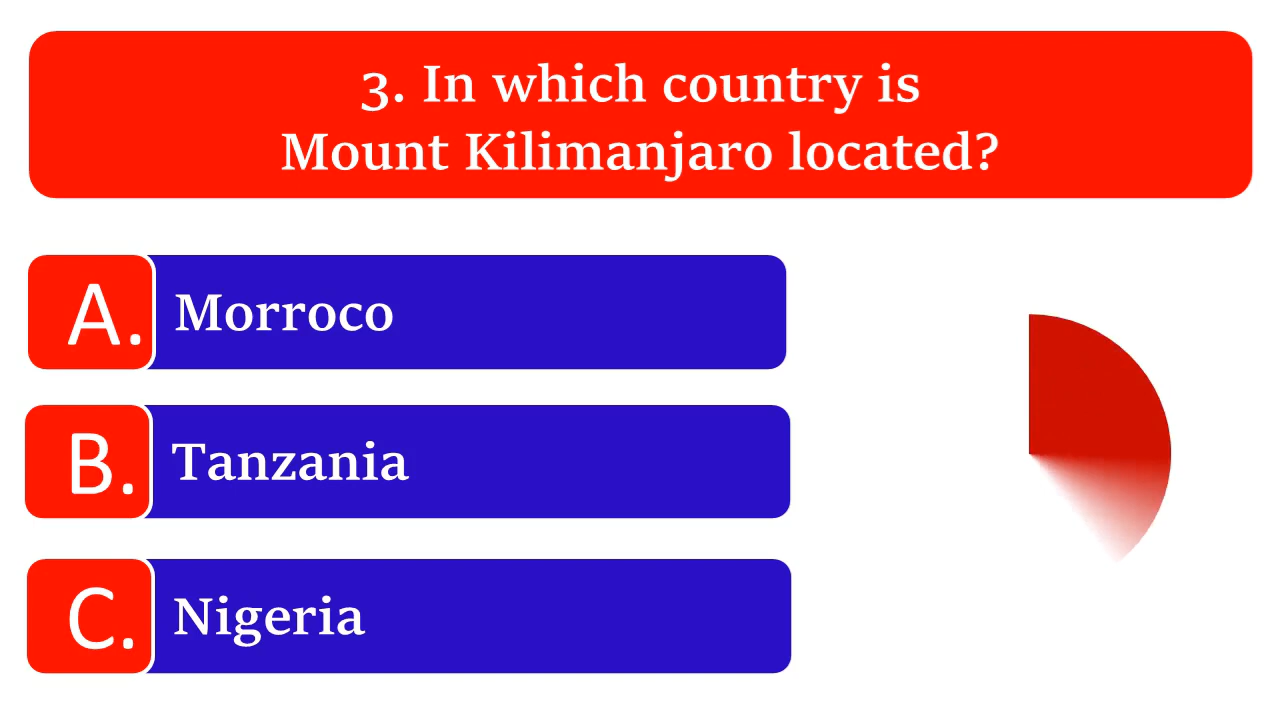 3. In which country is
Mount Kilimanjaro located?
A. Morroco
B. Tanzania
C. Nigeria